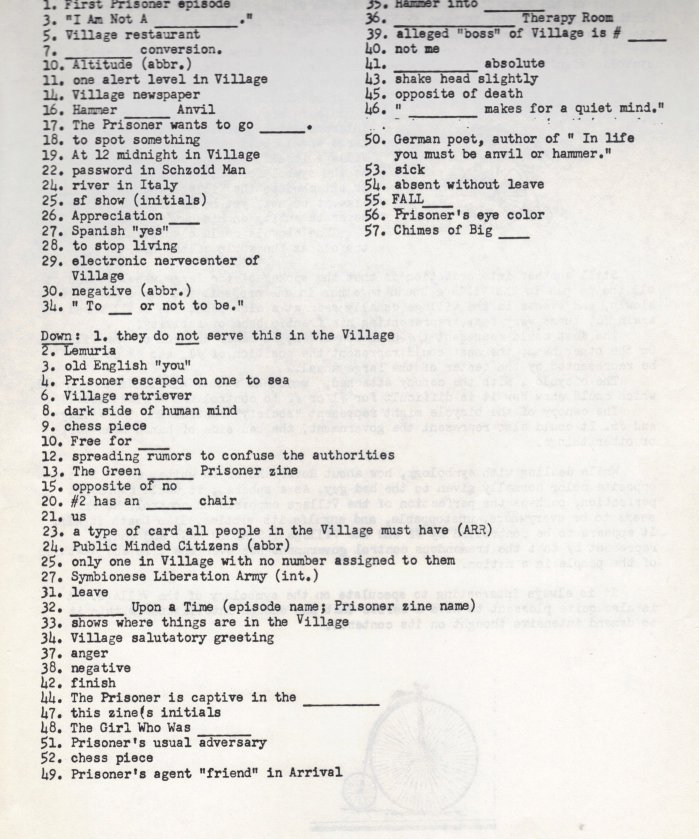 1. First Prisoner episode
3. "I Am Not A __________."
5. Village restaurant
7. ________ conversion.
10. Altitude (abbr.)
11. one alert level in Village
14. Village newspaper
16. Hammer _____ Anvil
17. The Prisoner wants to go _____.
18. to spot something
19. At 12 midnight in Village
22. password in Schzoid Man
24. river in Italy
25. sf show (initials)
26. Appreciation ____
27. Spanish "yes"
28. to stop living
29. electronic nervecenter of
Village
30. negative (abbr.)
34. " To ___ or not to be."
35. Hammer into _______
36. ______________ Therapy Room
39. alleged "boss" of Village is # ____
40. not me
41. __________ absolute
43. shake head slightly
45. opposite of death
46. " ________ makes for a quiet mind."
50. German poet, author of " In life
you must be anvil or hammer."
53. sick
54. absent without leave
55. FALL____
56. Prisoner's eye color
57. Chimes of Big ____
Down: 1. they do not serve this in the Village
2. Lemuria
3. old English "you"
4. Prisoner escaped on one to sea
6. Village retriever
8. dark side of human mind
9. chess piece
10. Free for ____
12. spreading rumors to confuse the authorities
13. The Green ______ Prisoner zine
15. opposite of no
20. #2 has an ______ chair
21. us
23. a type of card all people in the Village must have (ARR)
24. Public Minded Citizens (abbr)
25. only one in Village with no number assigned to them
27. Symbionese Liberation Army (int.)
31. leave
32. ______ Upon a Time (episode name; Prisoner zine name)
33. shows where things are in the Village
34. Village salutatory greeting
37. anger
38. negative
42. finish
44. The Prisoner is captive in the __________
47. this zine's initials
48. The Girl Who Was _______
51. Prisoner's usual adversary
52. chess piece
49. Prisoner's agent "friend" in Arrival